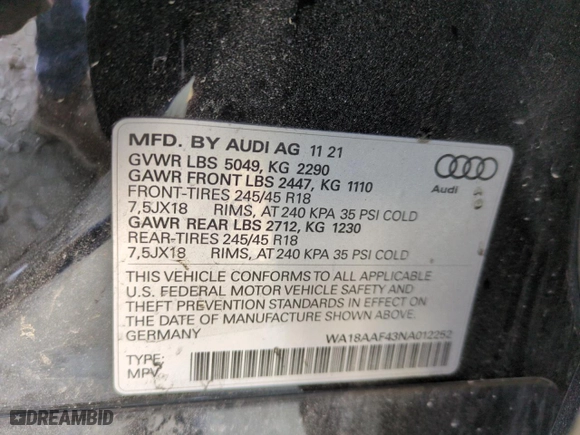 MFD. BY AUDI AG 11 21
GVWR LBS 5049, KG 2290
GAWR FRONT LBS 2447, KG 1110
FRONT-TIRES 245/45 R18
7,5JX18 RIMS, AT 240 KPA 35 PSI COLD
GAWR REAR LBS 2712, KG 1230
REAR-TIRES 245/45 R18
7,5JX18 RIMS, AT 240 KPA 35 PSI COLD
Audi
THIS VEHICLE CONFORMS TO ALL APPLICABLE
U.S. FEDERAL MOTOR VEHICLE SAFETY AND
THEFT PREVENTION STANDARDS IN EFFECT ON
THE DATE OF MANUFACTURE SHOWN ABOVE.
GERMANY WA18AAF43NA012262
TYPE:
MPV
DREAMBID